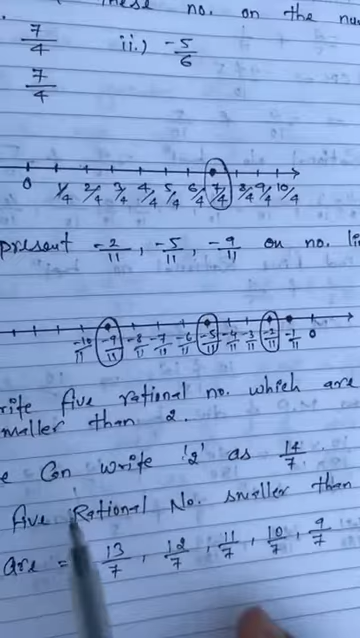 these no. on the nu
7/4 ii.) -5/6
7/4
0 1/4 2/4 3/4 4/4 5/4 6/4 7/4 8/4 9/4 10/4
present -2/11, -5/11, -9/11 on no. li
-10/11 -9/11 -8/11 -7/11 -6/11 -5/11 -4/11 -3/11 -2/11 -1/11 0
rite five rational no. which are
maller than 2.
e Can write '2' as 14/7.
five Rational No. smaller than
are = 13/7, 12/7, 11/7, 10/7, 9/7